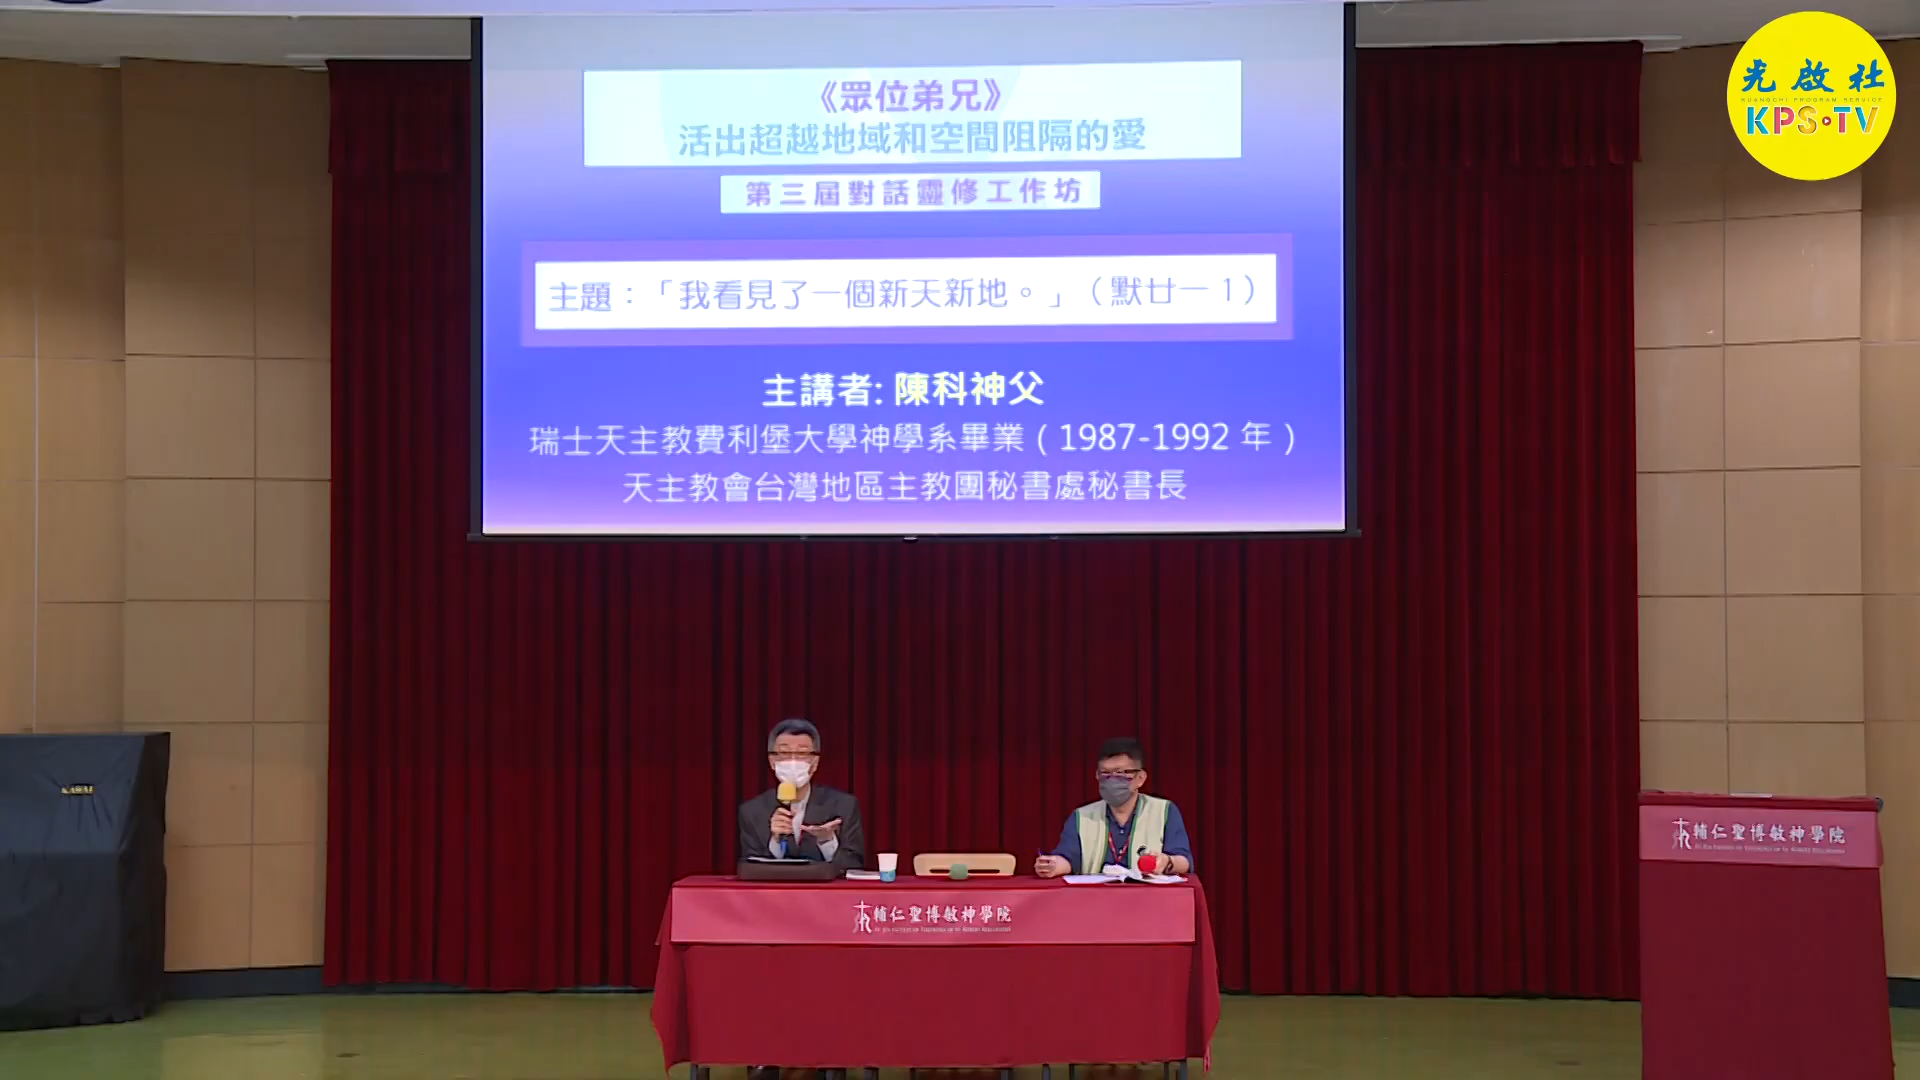 《眾位弟兄》
活出超越地域和空間阻隔的愛
第三屆對話靈修工作坊
主題：「我看見了一個新天新地。」（默廿一 1）
主講者: 陳科神父
瑞士天主教費利堡大學神學系畢業（1987-1992 年）
天主教會台灣地區主教團秘書處秘書長
光啟社
KUANGCHI PROGRAM SERVICE
KPS TV
輔仁聖博敏神學院
輔仁聖博敏神學院